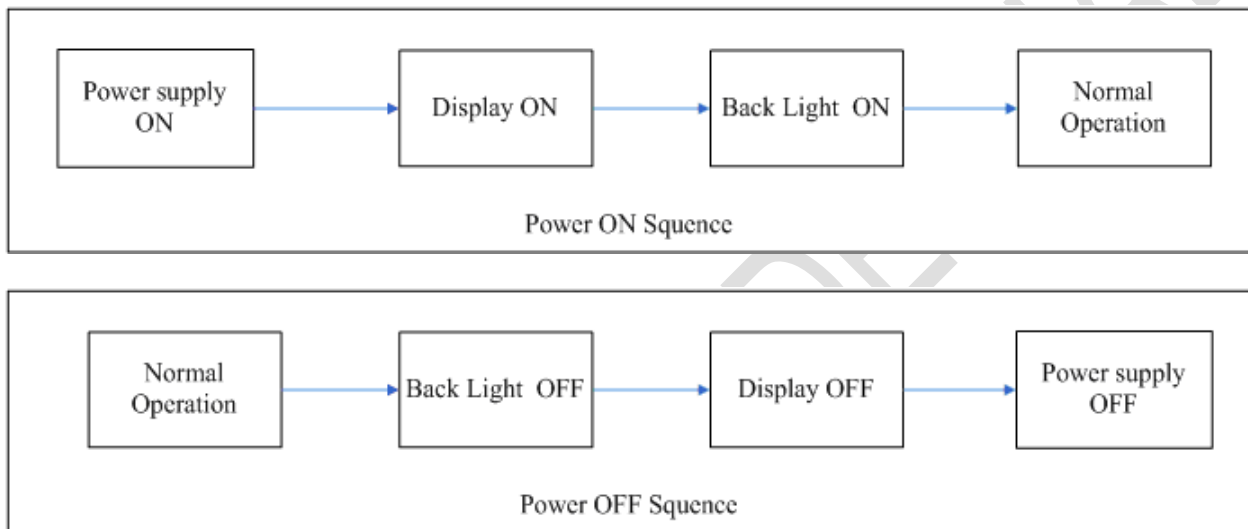 Power supply
ON
Display ON
Back Light ON
Normal
Operation
Power ON Squence
Normal
Operation
Back Light OFF
Display OFF
Power supply
OFF
Power OFF Squence